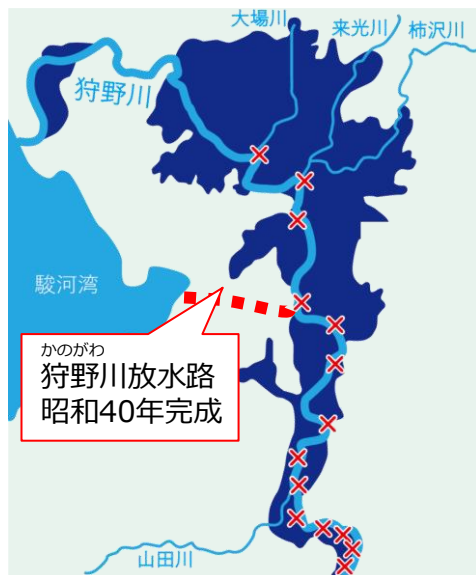 大場川
来光川
柿沢川
狩野川
駿河湾
かのがわ
狩野川放水路
昭和40年完成
山田川